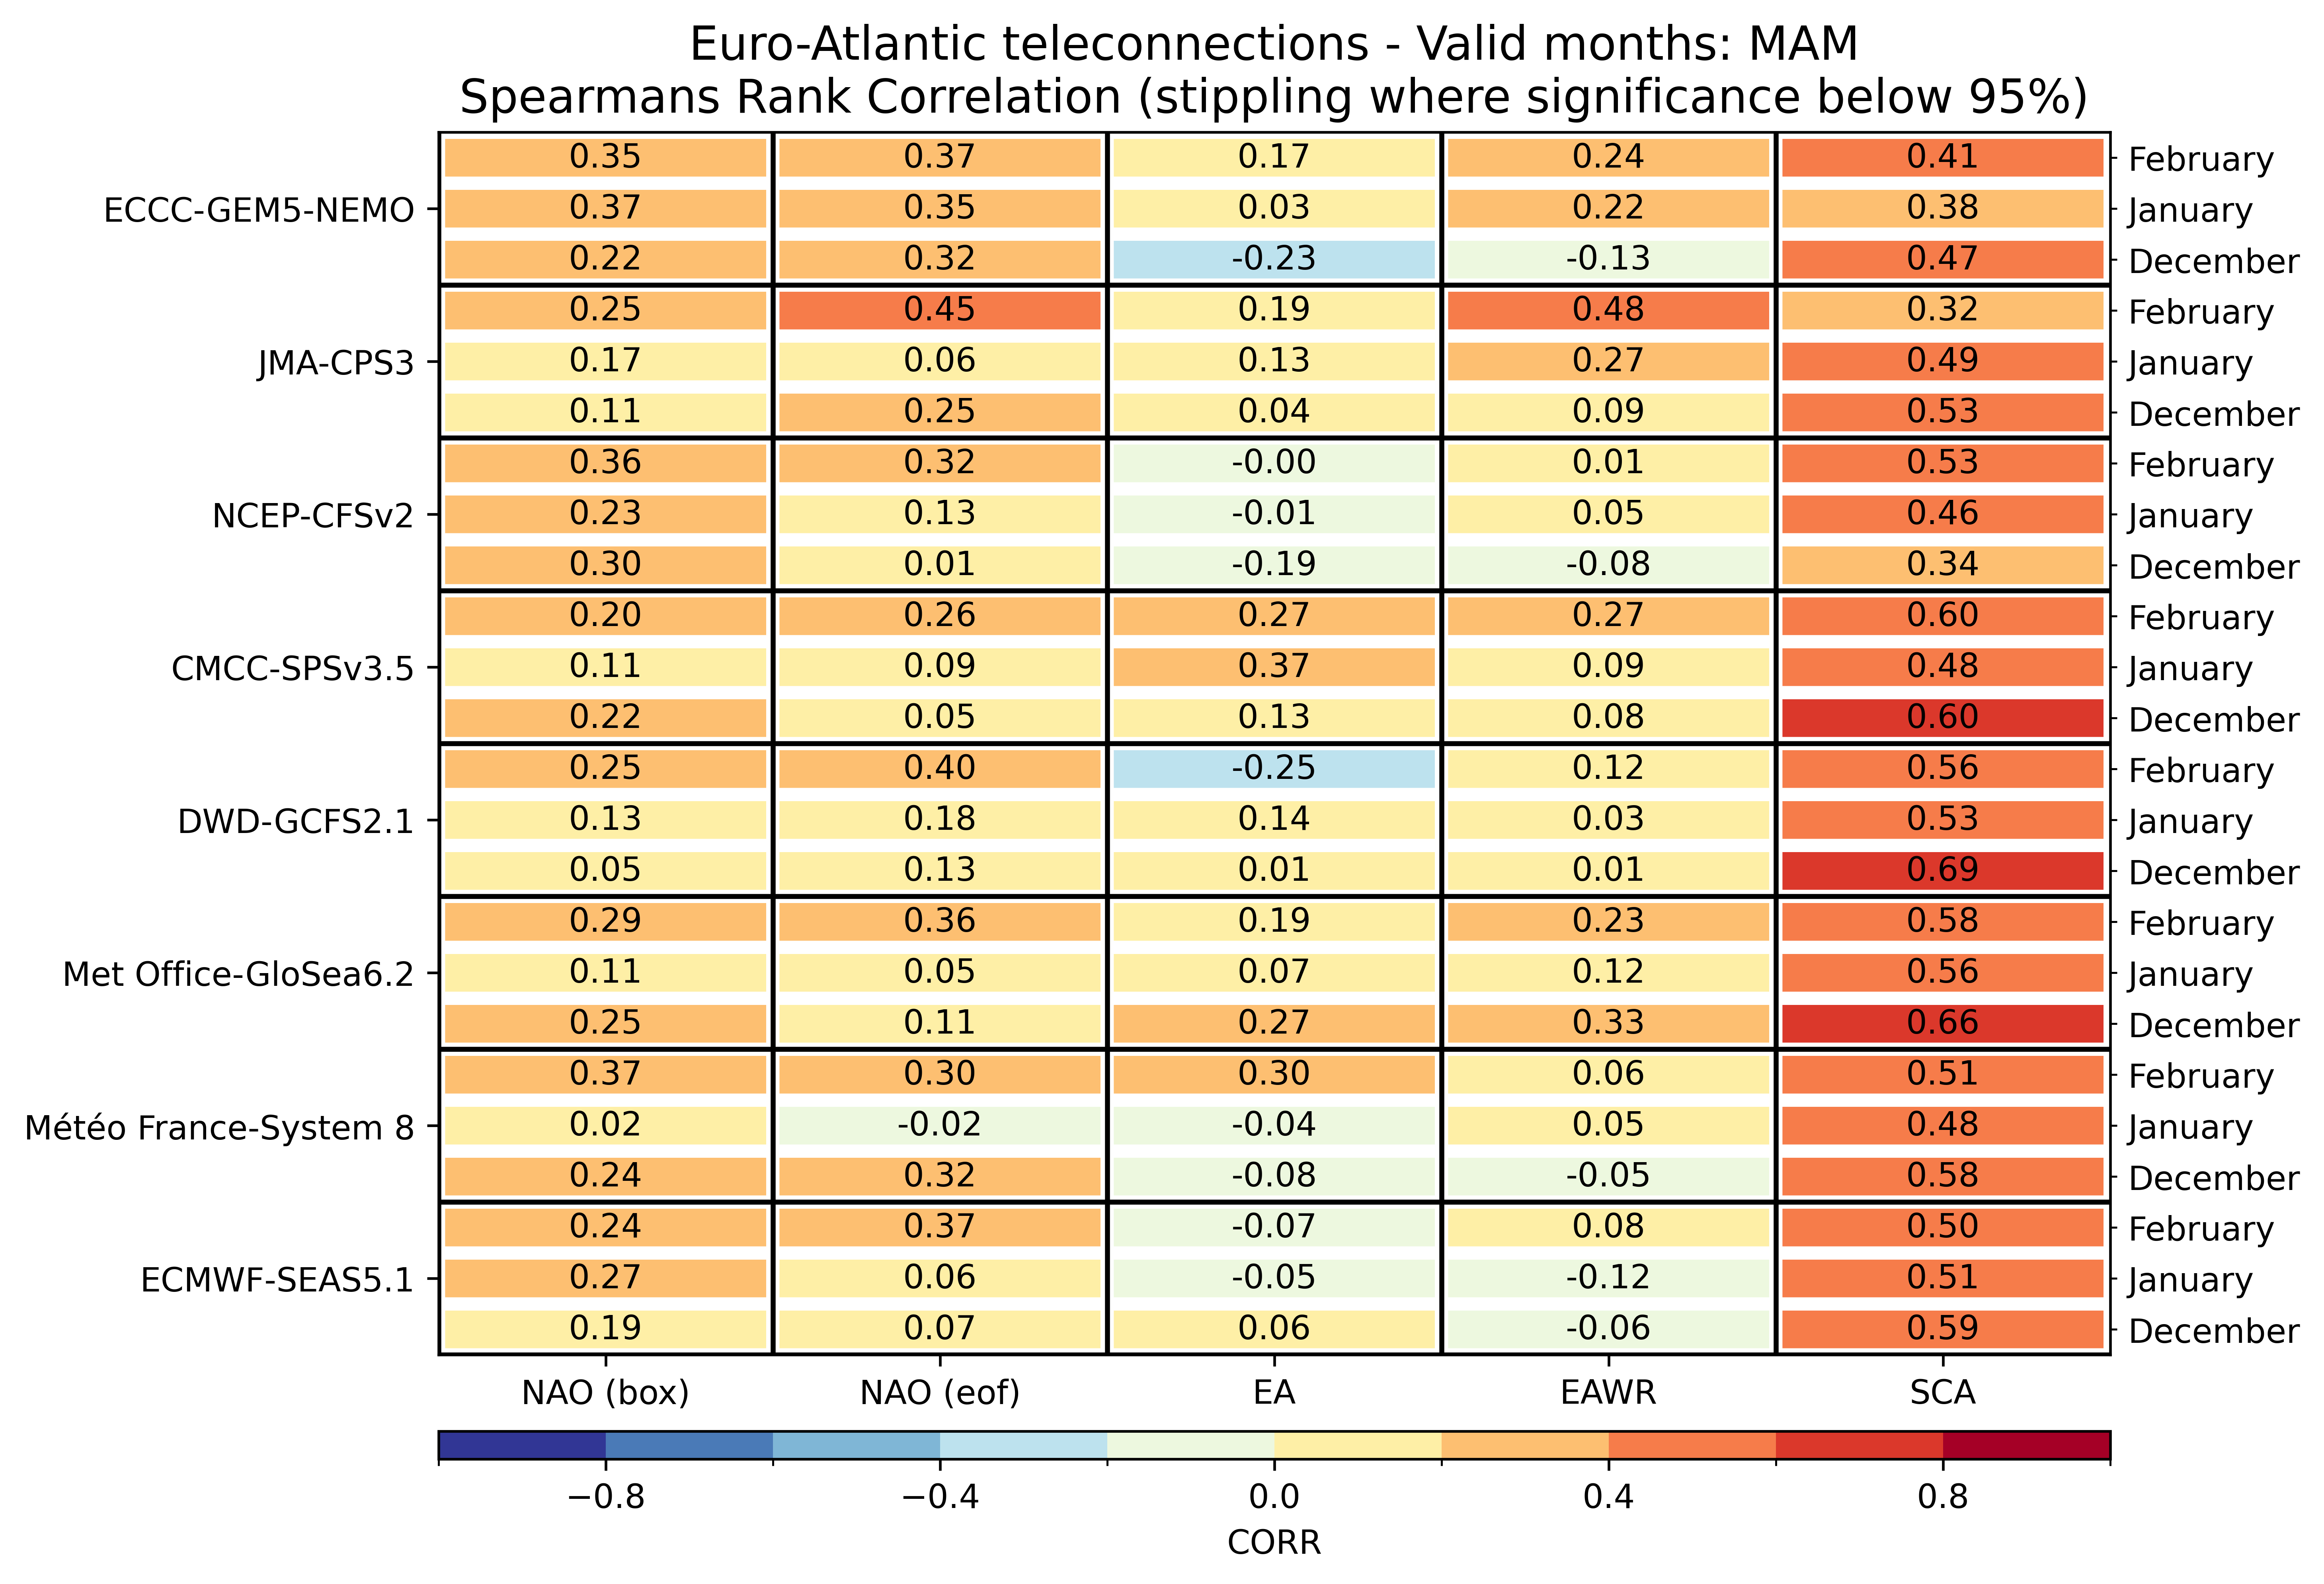 Euro-Atlantic teleconnections - Valid months: MAM
Spearmans Rank Correlation (stippling where significance below 95%)
0.35 0.37 0.17 0.24 0.41 February
ECCC-GEM5-NEMO 0.37 0.35 0.03 0.22 0.38 January
0.22 0.32 -0.23 -0.13 0.47 December
0.25 0.45 0.19 0.48 0.32 February
JMA-CPS3 0.17 0.06 0.13 0.27 0.49 January
0.11 0.25 0.04 0.09 0.53 December
0.36 0.32 -0.00 0.01 0.53 February
NCEP-CFSv2 0.23 0.13 -0.01 0.05 0.46 January
0.30 0.01 -0.19 -0.08 0.34 December
0.20 0.26 0.27 0.27 0.60 February
CMCC-SPSv3.5 0.11 0.09 0.37 0.09 0.48 January
0.22 0.05 0.13 0.08 0.60 December
0.25 0.40 -0.25 0.12 0.56 February
DWD-GCFS2.1 0.13 0.18 0.14 0.03 0.53 January
0.05 0.13 0.01 0.01 0.69 December
0.29 0.36 0.19 0.23 0.58 February
Met Office-GloSea6.2 0.11 0.05 0.07 0.12 0.56 January
0.25 0.11 0.27 0.33 0.66 December
0.37 0.30 0.30 0.06 0.51 February
Météo France-System 8 0.02 -0.02 -0.04 0.05 0.48 January
0.24 0.32 -0.08 -0.05 0.58 December
0.24 0.37 -0.07 0.08 0.50 February
ECMWF-SEAS5.1 0.27 0.06 -0.05 -0.12 0.51 January
0.19 0.07 0.06 -0.06 0.59 December
NAO (box) NAO (eof) EA EAWR SCA
−0.8 −0.4 0.0 0.4 0.8
CORR